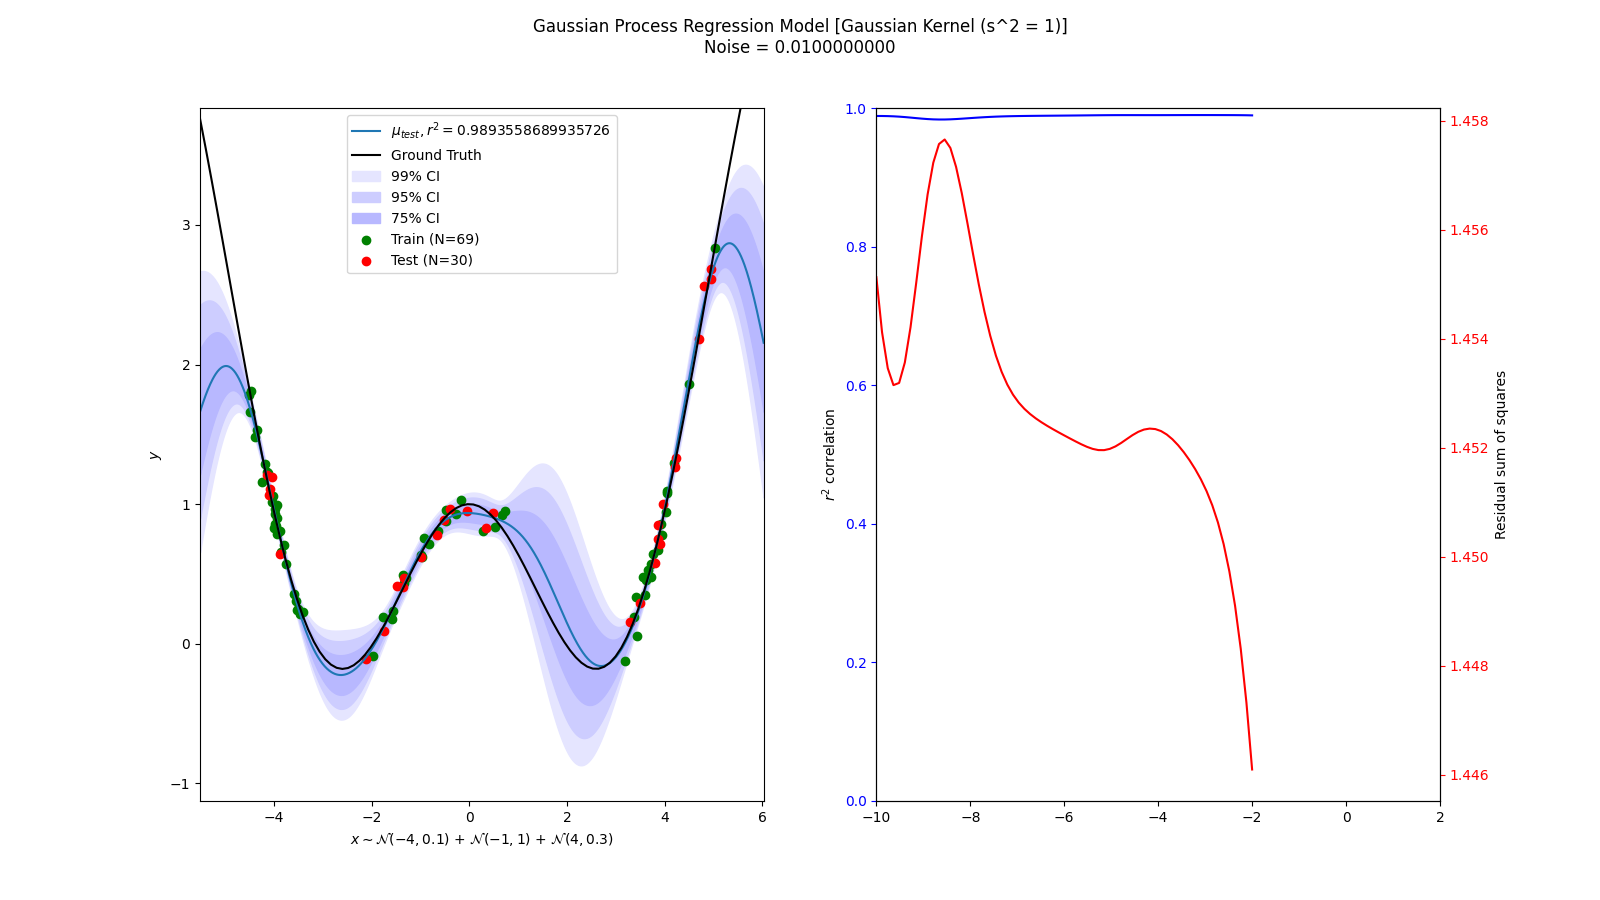 Gaussian Process Regression Model [Gaussian Kernel (s^2 = 1)]
Noise = 0.0100000000
μ_test, r² = 0.9893558689935726
Ground Truth
99% CI
95% CI
75% CI
Train (N=69)
Test (N=30)
y
3
2
1
0
−1
−4 −2 0 2 4 6
x ∼ 𝒩(−4, 0.1) + 𝒩(−1, 1) + 𝒩(4, 0.3)
r² correlation
1.0
0.8
0.6
0.4
0.2
0.0
−10 −8 −6 −4 −2 0 2
1.458
1.456
1.454
1.452
1.450
1.448
1.446
Residual sum of squares